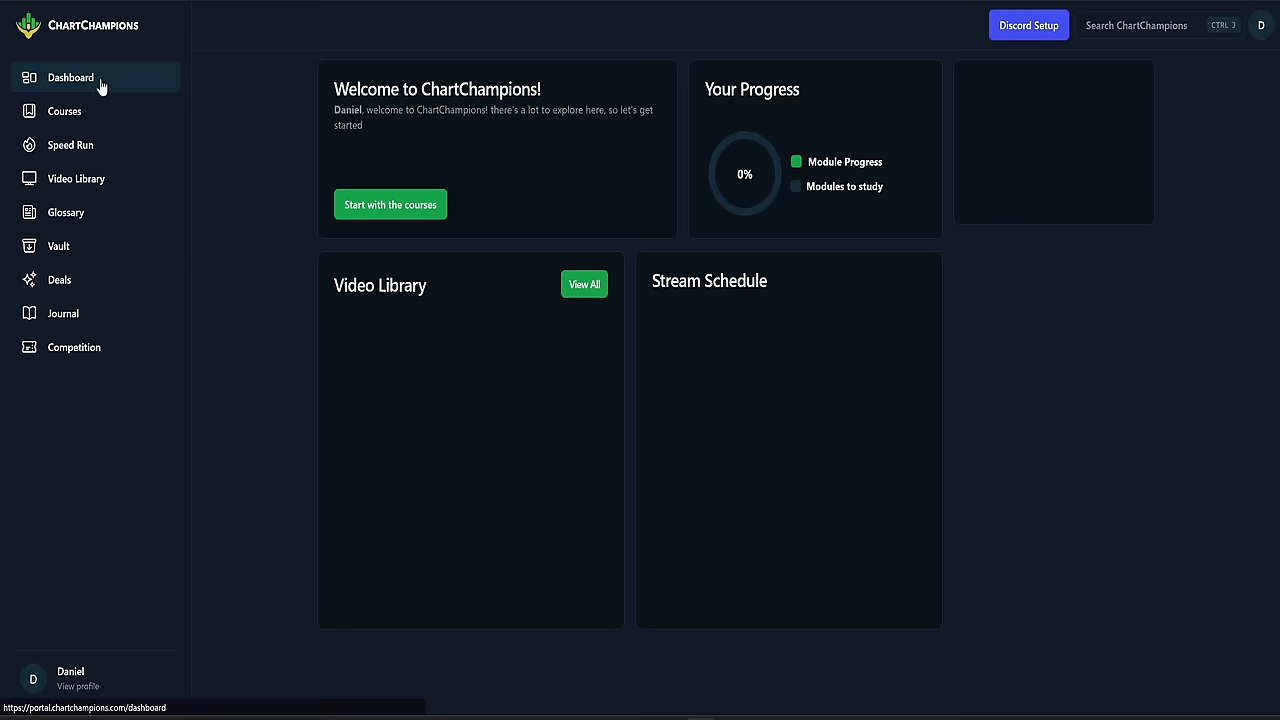 CHARTCHAMPIONS
Dashboard
Courses
Speed Run
Video Library
Glossary
Vault
Deals
Journal
Competition
Daniel
View profile
D
https://portal.chartchampions.com/dashboard
Discord Setup
Search ChartChampions
CTRL J
D
Welcome to ChartChampions!
Daniel, welcome to ChartChampions! there's a lot to explore here, so let's get
started
Start with the courses
Your Progress
0%
Module Progress
Modules to study
Video Library
View All
Stream Schedule